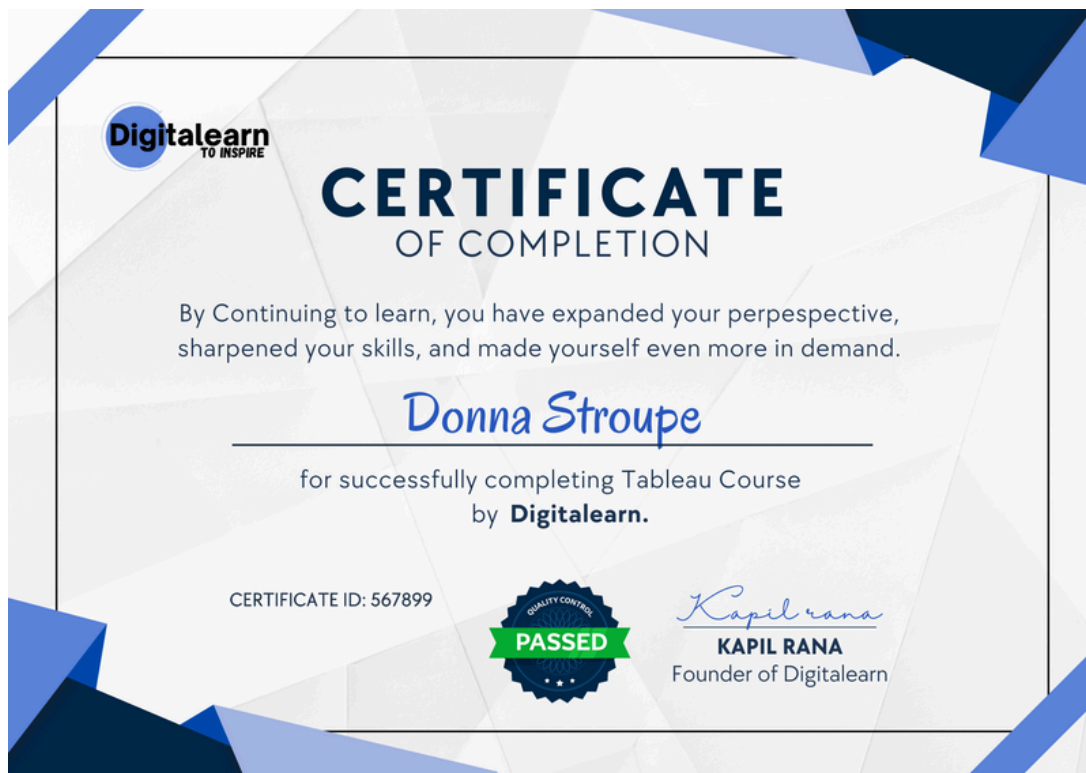 Digitalearn
TO INSPIRE
CERTIFICATE
OF COMPLETION
By Continuing to learn, you have expanded your perpespective,
sharpened your skills, and made yourself even more in demand.
Donna Stroupe
for successfully completing Tableau Course
by Digitalearn.
CERTIFICATE ID: 567899
QUALITY CONTROL
PASSED
Kapil rana
KAPIL RANA
Founder of Digitalearn